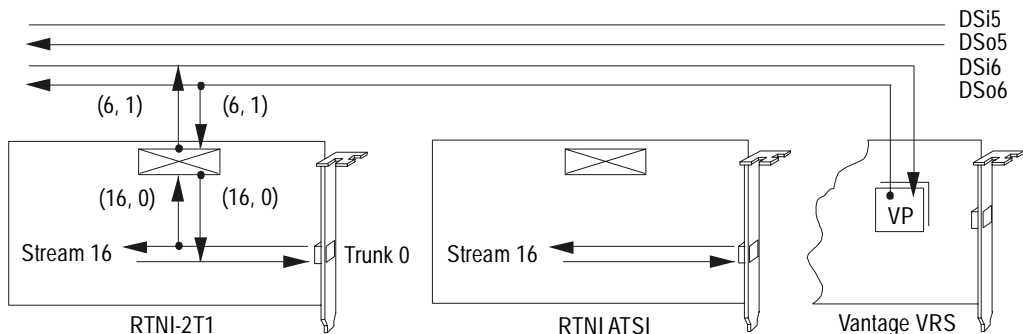 DSi5
DSo5
DSi6
DSo6
(6, 1) (6, 1)
(16, 0) (16, 0)
VP
Stream 16 Trunk 0 Stream 16
RTNI-2T1 RTNI ATSI Vantage VRS